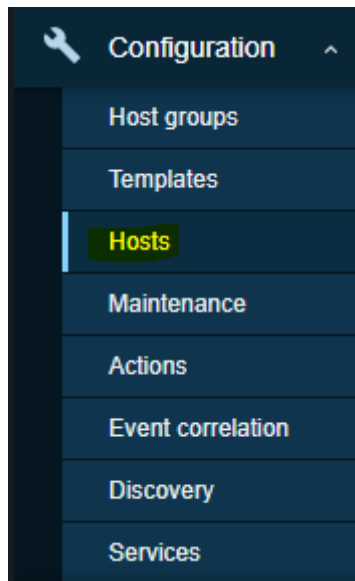 Configuration
Host groups
Templates
Hosts
Maintenance
Actions
Event correlation
Discovery
Services